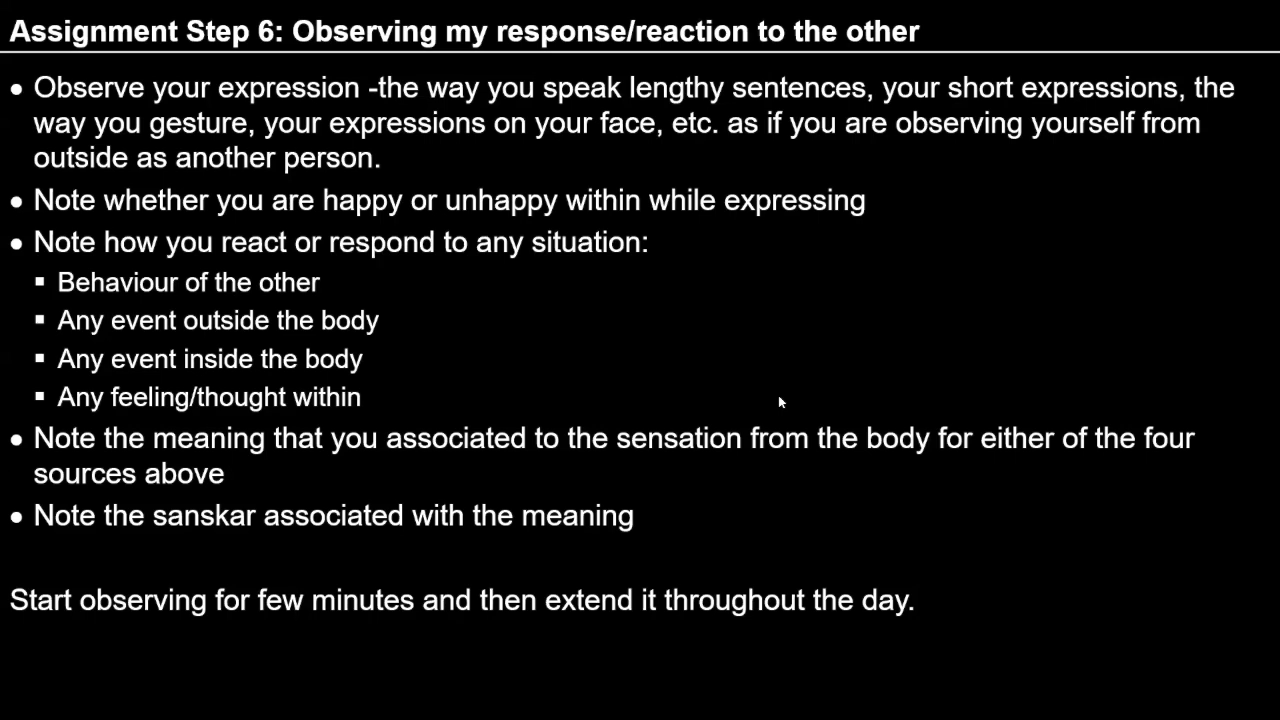 Assignment Step 6: Observing my response/reaction to the other
• Observe your expression -the way you speak lengthy sentences, your short expressions, the
way you gesture, your expressions on your face, etc. as if you are observing yourself from
outside as another person.
• Note whether you are happy or unhappy within while expressing
• Note how you react or respond to any situation:
▪ Behaviour of the other
▪ Any event outside the body
▪ Any event inside the body
▪ Any feeling/thought within
• Note the meaning that you associated to the sensation from the body for either of the four
sources above
• Note the sanskar associated with the meaning
Start observing for few minutes and then extend it throughout the day.